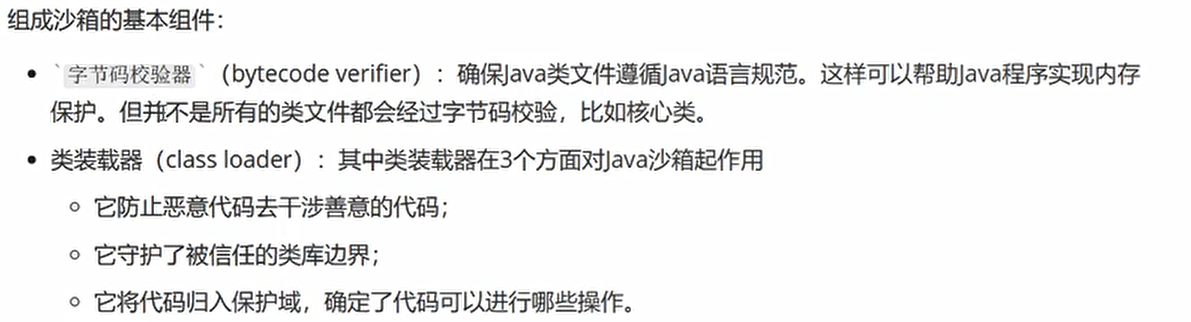 组成沙箱的基本组件：
• `字节码校验器`（bytecode verifier）：确保Java类文件遵循Java语言规范。这样可以帮助Java程序实现内存
保护。但并不是所有的类文件都会经过字节码校验，比如核心类。
• 类装载器（class loader）：其中类装载器在3个方面对Java沙箱起作用
○ 它防止恶意代码去干涉善意的代码；
○ 它守护了被信任的类库边界；
○ 它将代码归入保护域，确定了代码可以进行哪些操作。